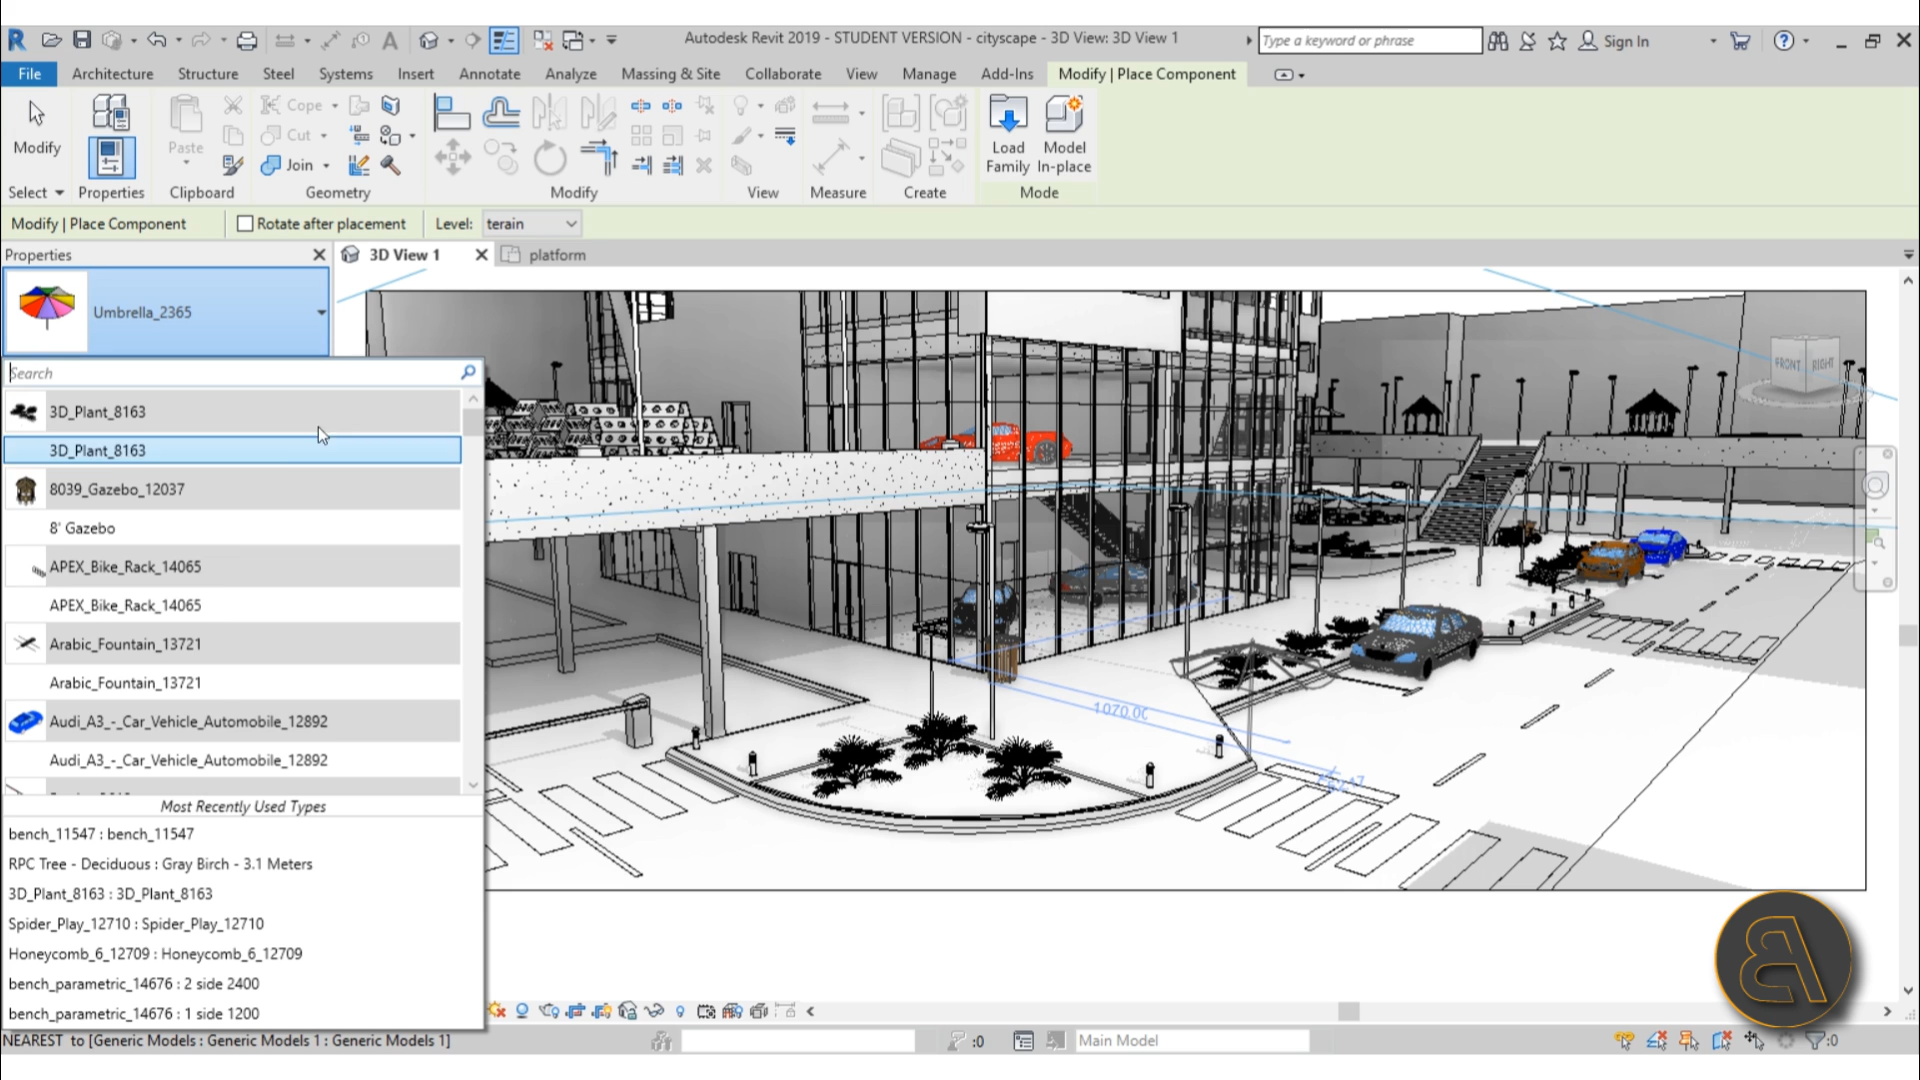 Autodesk Revit 2019 - STUDENT VERSION - cityscape - 3D View: 3D View 1
Type a keyword or phrase
Sign In
File
Architecture
Structure
Steel
Systems
Insert
Annotate
Analyze
Massing & Site
Collaborate
View
Manage
Add-Ins
Modify | Place Component
Modify
Paste
Cope
Cut
Join
Load
Family
Model
In-place
Select
Properties
Clipboard
Geometry
Modify
View
Measure
Create
Mode
Modify | Place Component
Rotate after placement
Level:
terain
Properties
3D View 1
platform
Umbrella_2365
Search
3D_Plant_8163
3D_Plant_8163
8039_Gazebo_12037
8' Gazebo
APEX_Bike_Rack_14065
APEX_Bike_Rack_14065
Arabic_Fountain_13721
Arabic_Fountain_13721
Audi_A3_-_Car_Vehicle_Automobile_12892
Audi_A3_-_Car_Vehicle_Automobile_12892
Most Recently Used Types
bench_11547 : bench_11547
RPC Tree - Deciduous : Gray Birch - 3.1 Meters
3D_Plant_8163 : 3D_Plant_8163
Spider_Play_12710 : Spider_Play_12710
Honeycomb_6_12709 : Honeycomb_6_12709
bench_parametric_14676 : 2 side 2400
bench_parametric_14676 : 1 side 1200
FRONT
RIGHT
1070.00
NEAREST to [Generic Models : Generic Models 1 : Generic Models 1]
:0
Main Model
:0